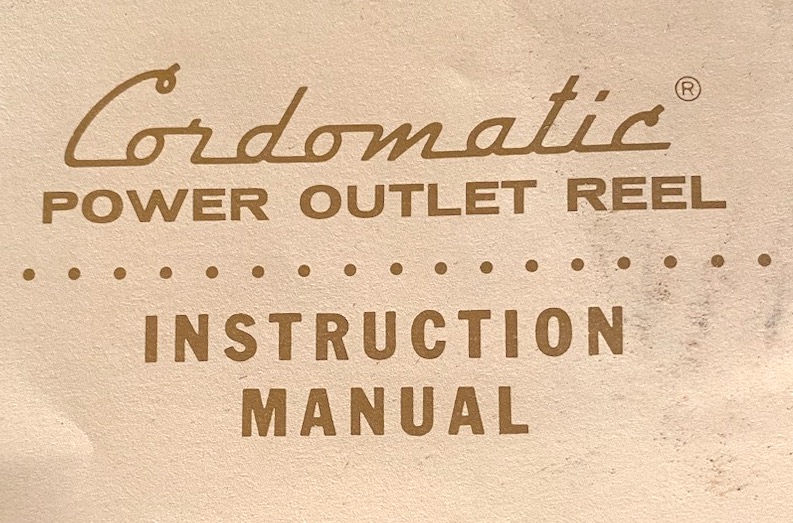 Cordomatic®
POWER OUTLET REEL
INSTRUCTION
MANUAL